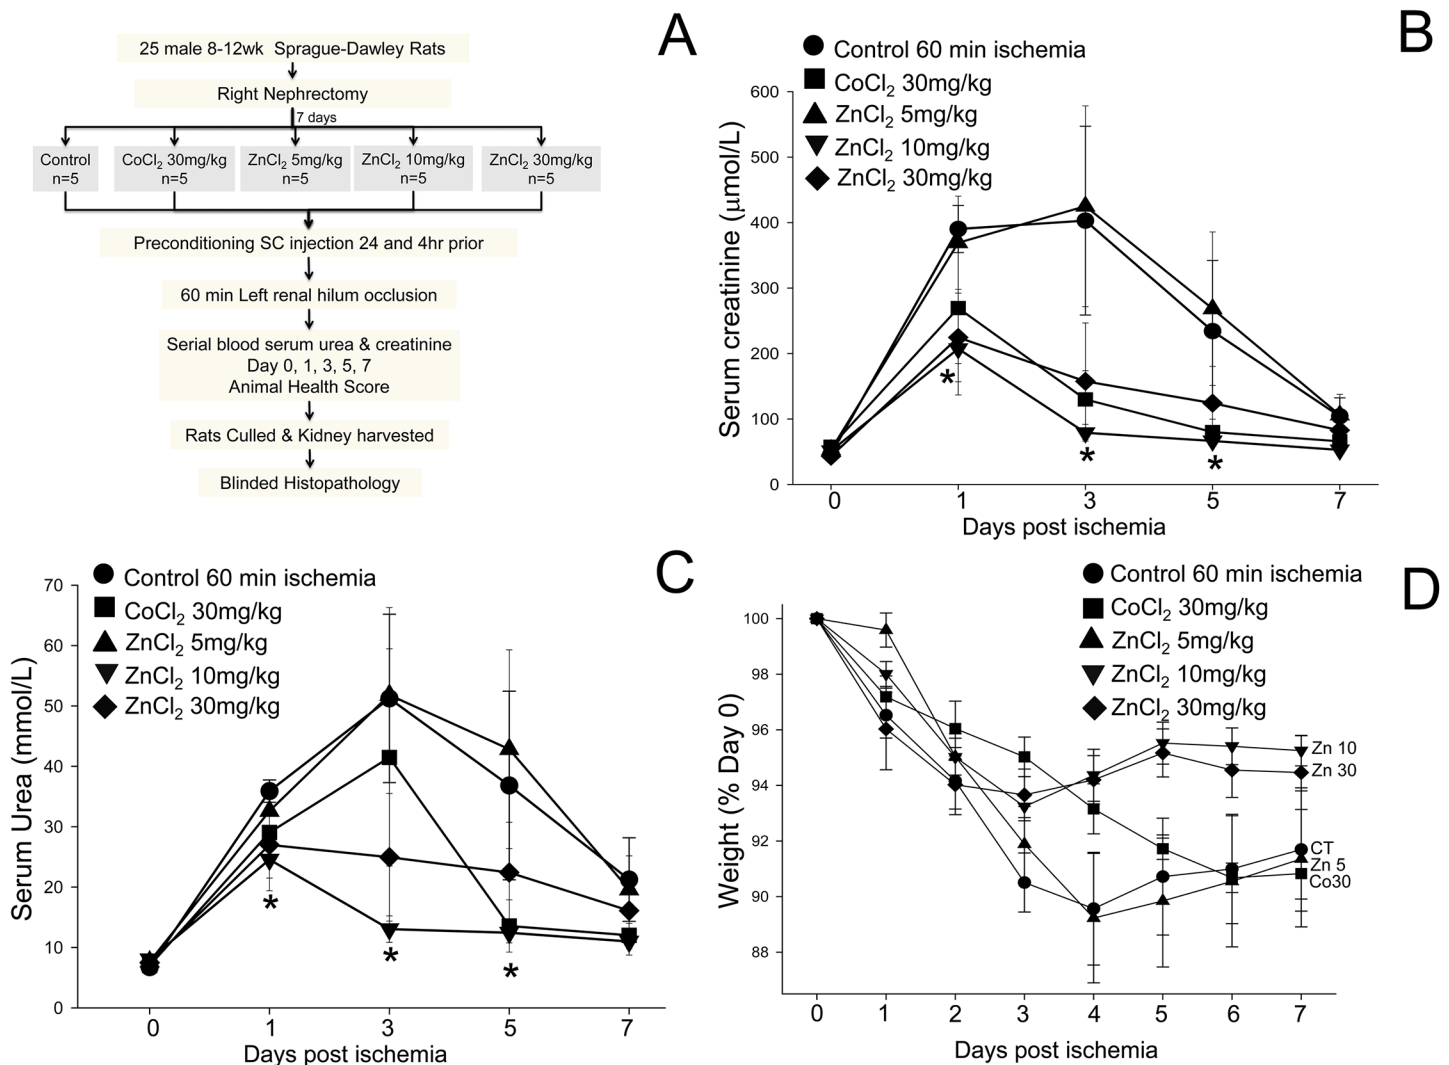 A
25 male 8-12wk Sprague-Dawley Rats
Right Nephrectomy
7 days
Control
n=5
CoCl2 30mg/kg
n=5
ZnCl2 5mg/kg
n=5
ZnCl2 10mg/kg
n=5
ZnCl2 30mg/kg
n=5
Preconditioning SC injection 24 and 4hr prior
60 min Left renal hilum occlusion
Serial blood serum urea & creatinine
Day 0, 1, 3, 5, 7
Animal Health Score
Rats Culled & Kidney harvested
Blinded Histopathology
B
Control 60 min ischemia
CoCl2 30mg/kg
ZnCl2 5mg/kg
ZnCl2 10mg/kg
ZnCl2 30mg/kg
Serum creatinine (μmol/L)
600
500
400
300
200
100
0
*
*
*
0 1 3 5 7
Days post ischemia
C
Control 60 min ischemia
CoCl2 30mg/kg
ZnCl2 5mg/kg
ZnCl2 10mg/kg
ZnCl2 30mg/kg
Serum Urea (mmol/L)
70
60
50
40
30
20
10
0
*
*
*
0 1 3 5 7
Days post ischemia
D
Control 60 min ischemia
CoCl2 30mg/kg
ZnCl2 5mg/kg
ZnCl2 10mg/kg
ZnCl2 30mg/kg
Weight (% Day 0)
100
98
96
94
92
90
88
Zn 10
Zn 30
CT
Zn 5
Co30
0 1 2 3 4 5 6 7
Days post ischemia